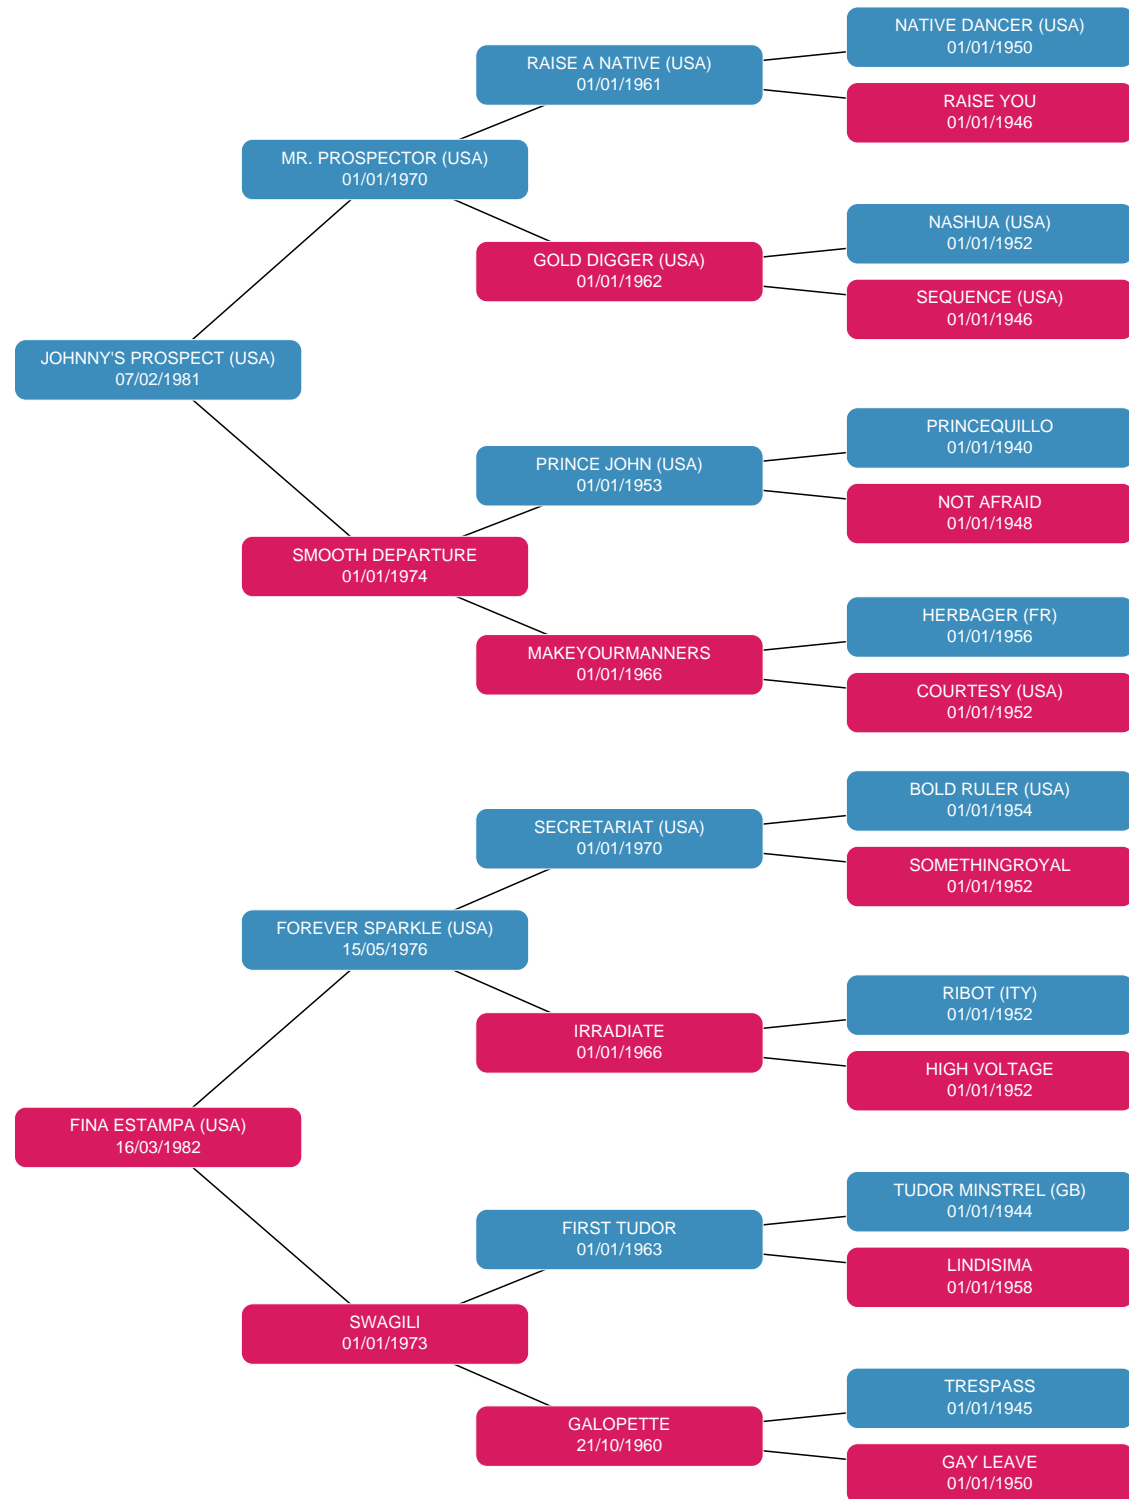 NATIVE DANCER (USA)
01/01/1950
RAISE A NATIVE (USA)
01/01/1961
RAISE YOU
01/01/1946
MR. PROSPECTOR (USA)
01/01/1970
NASHUA (USA)
01/01/1952
GOLD DIGGER (USA)
01/01/1962
SEQUENCE (USA)
01/01/1946
JOHNNY'S PROSPECT (USA)
07/02/1981
PRINCEQUILLO
01/01/1940
PRINCE JOHN (USA)
01/01/1953
NOT AFRAID
01/01/1948
SMOOTH DEPARTURE
01/01/1974
HERBAGER (FR)
01/01/1956
MAKEYOURMANNERS
01/01/1966
COURTESY (USA)
01/01/1952
BOLD RULER (USA)
01/01/1954
SECRETARIAT (USA)
01/01/1970
SOMETHINGROYAL
01/01/1952
FOREVER SPARKLE (USA)
15/05/1976
RIBOT (ITY)
01/01/1952
IRRADIATE
01/01/1966
HIGH VOLTAGE
01/01/1952
FINA ESTAMPA (USA)
16/03/1982
TUDOR MINSTREL (GB)
01/01/1944
FIRST TUDOR
01/01/1963
LINDISIMA
01/01/1958
SWAGILI
01/01/1973
TRESPASS
01/01/1945
GALOPETTE
21/10/1960
GAY LEAVE
01/01/1950